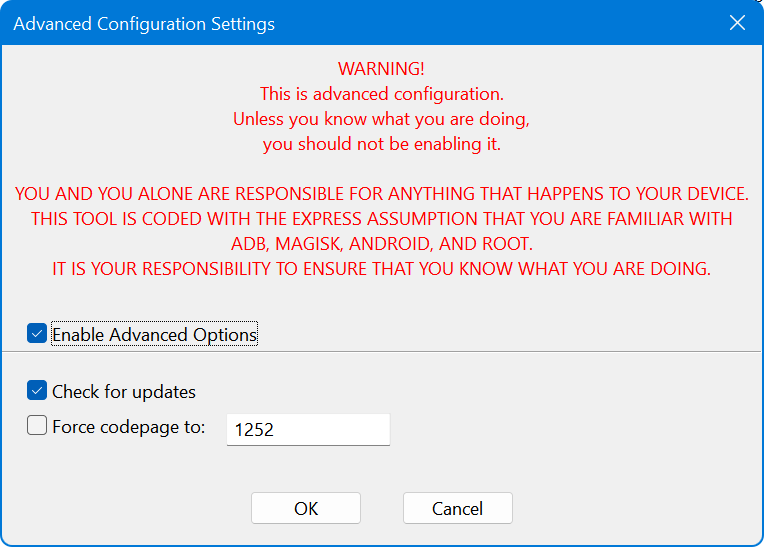 Advanced Configuration Settings
WARNING!
This is advanced configuration.
Unless you know what you are doing,
you should not be enabling it.
YOU AND YOU ALONE ARE RESPONSIBLE FOR ANYTHING THAT HAPPENS TO YOUR DEVICE.
THIS TOOL IS CODED WITH THE EXPRESS ASSUMPTION THAT YOU ARE FAMILIAR WITH
ADB, MAGISK, ANDROID, AND ROOT.
IT IS YOUR RESPONSIBILITY TO ENSURE THAT YOU KNOW WHAT YOU ARE DOING.
Enable Advanced Options
Check for updates
Force codepage to: 1252
OK Cancel